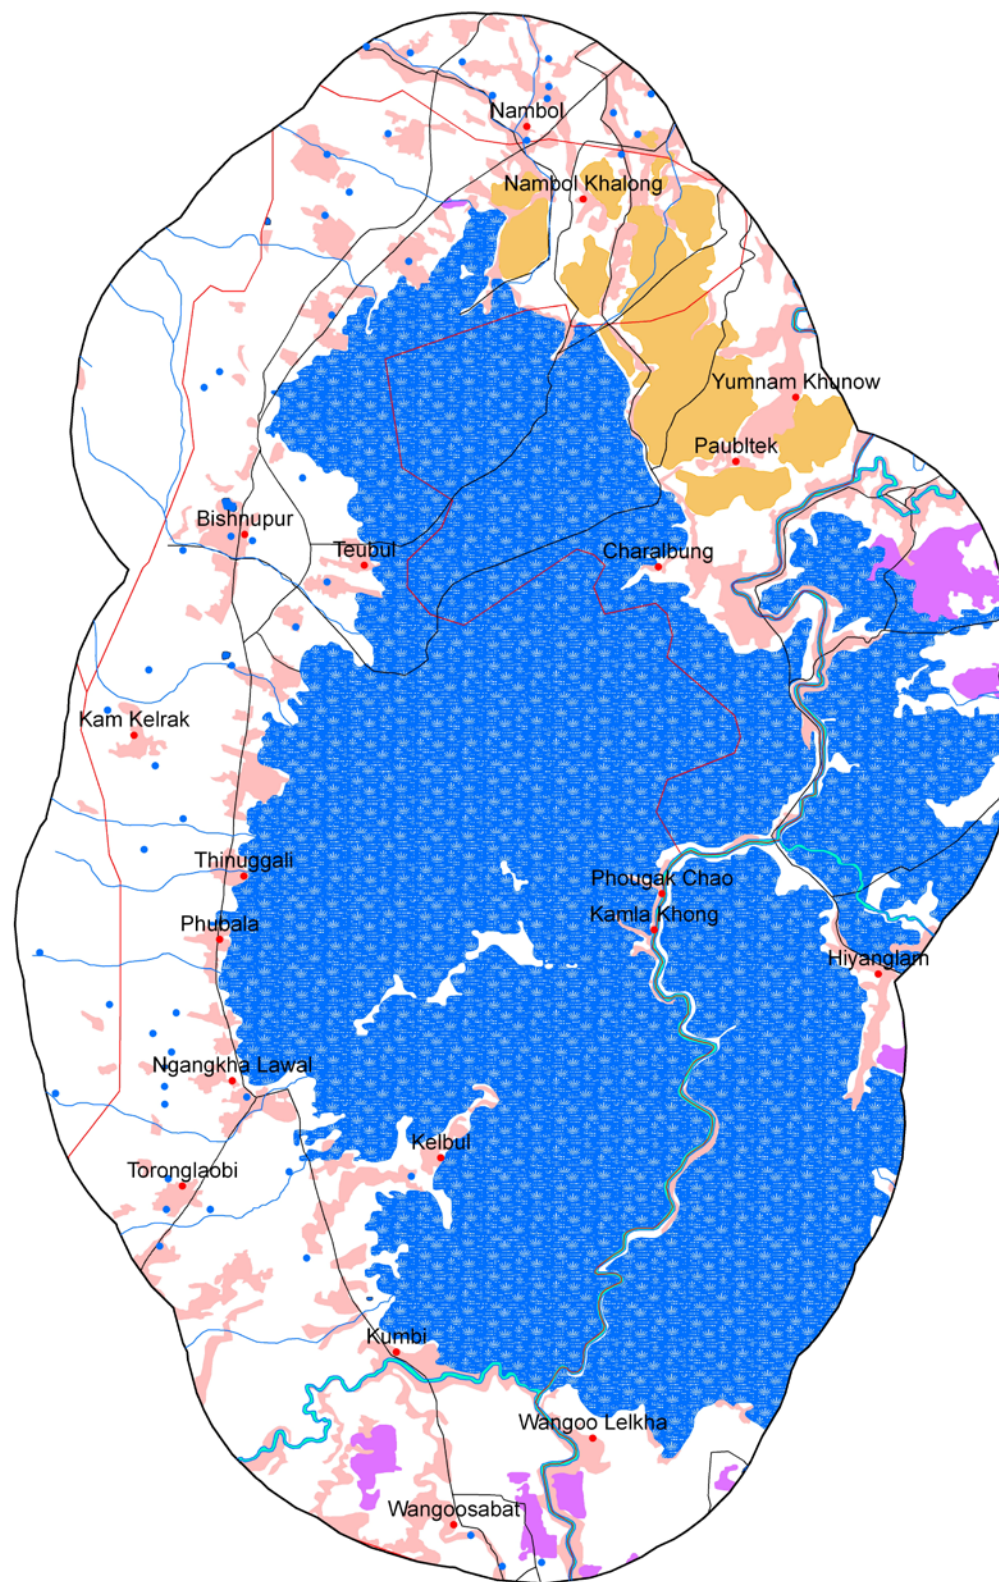 Nambol
Nambol Khalong
Yumnam Khunow
Paubltek
Bishnupur
Teubul
Charalbung
Kam Kelrak
Thinuggali
Phougak Chao
Phubala
Kamla Khong
Hiyanglam
Ngangkha Lawal
Kelbul
Toronglaobi
Kumbi
Wangoo Lelkha
Wangoosabat